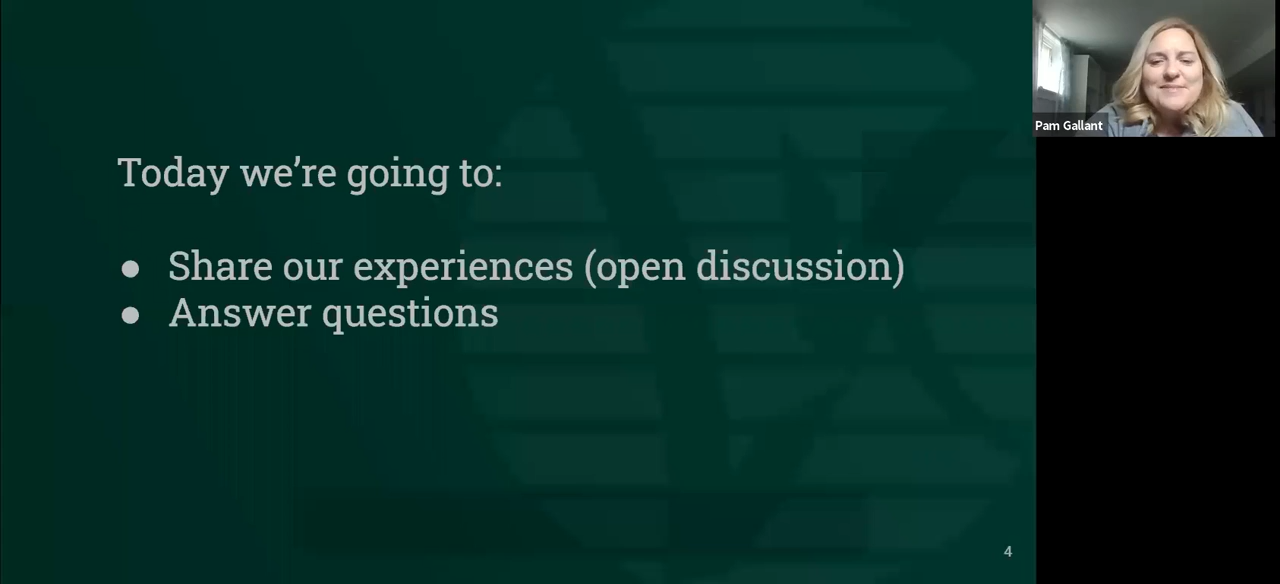 Today we’re going to:
● Share our experiences (open discussion)
● Answer questions
4
Pam Gallant